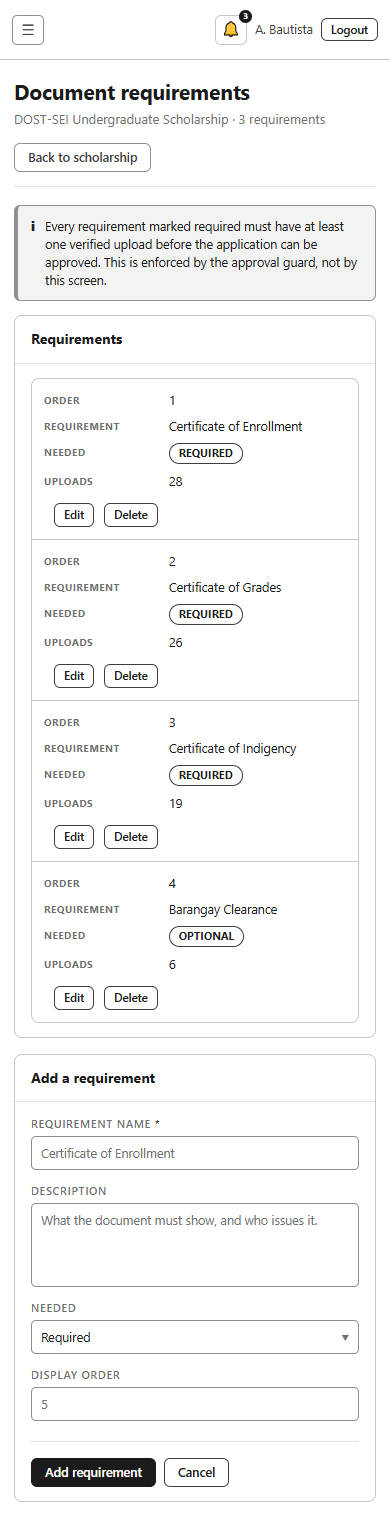 ☰
3
A. Bautista
Logout
Document requirements
DOST-SEI Undergraduate Scholarship · 3 requirements
Back to scholarship
i Every requirement marked required must have at least
one verified upload before the application can be
approved. This is enforced by the approval guard, not by
this screen.
Requirements
ORDER 1
REQUIREMENT Certificate of Enrollment
NEEDED REQUIRED
UPLOADS 28
Edit Delete
ORDER 2
REQUIREMENT Certificate of Grades
NEEDED REQUIRED
UPLOADS 26
Edit Delete
ORDER 3
REQUIREMENT Certificate of Indigency
NEEDED REQUIRED
UPLOADS 19
Edit Delete
ORDER 4
REQUIREMENT Barangay Clearance
NEEDED OPTIONAL
UPLOADS 6
Edit Delete
Add a requirement
REQUIREMENT NAME *
Certificate of Enrollment
DESCRIPTION
What the document must show, and who issues it.
NEEDED
Required
DISPLAY ORDER
5
Add requirement Cancel